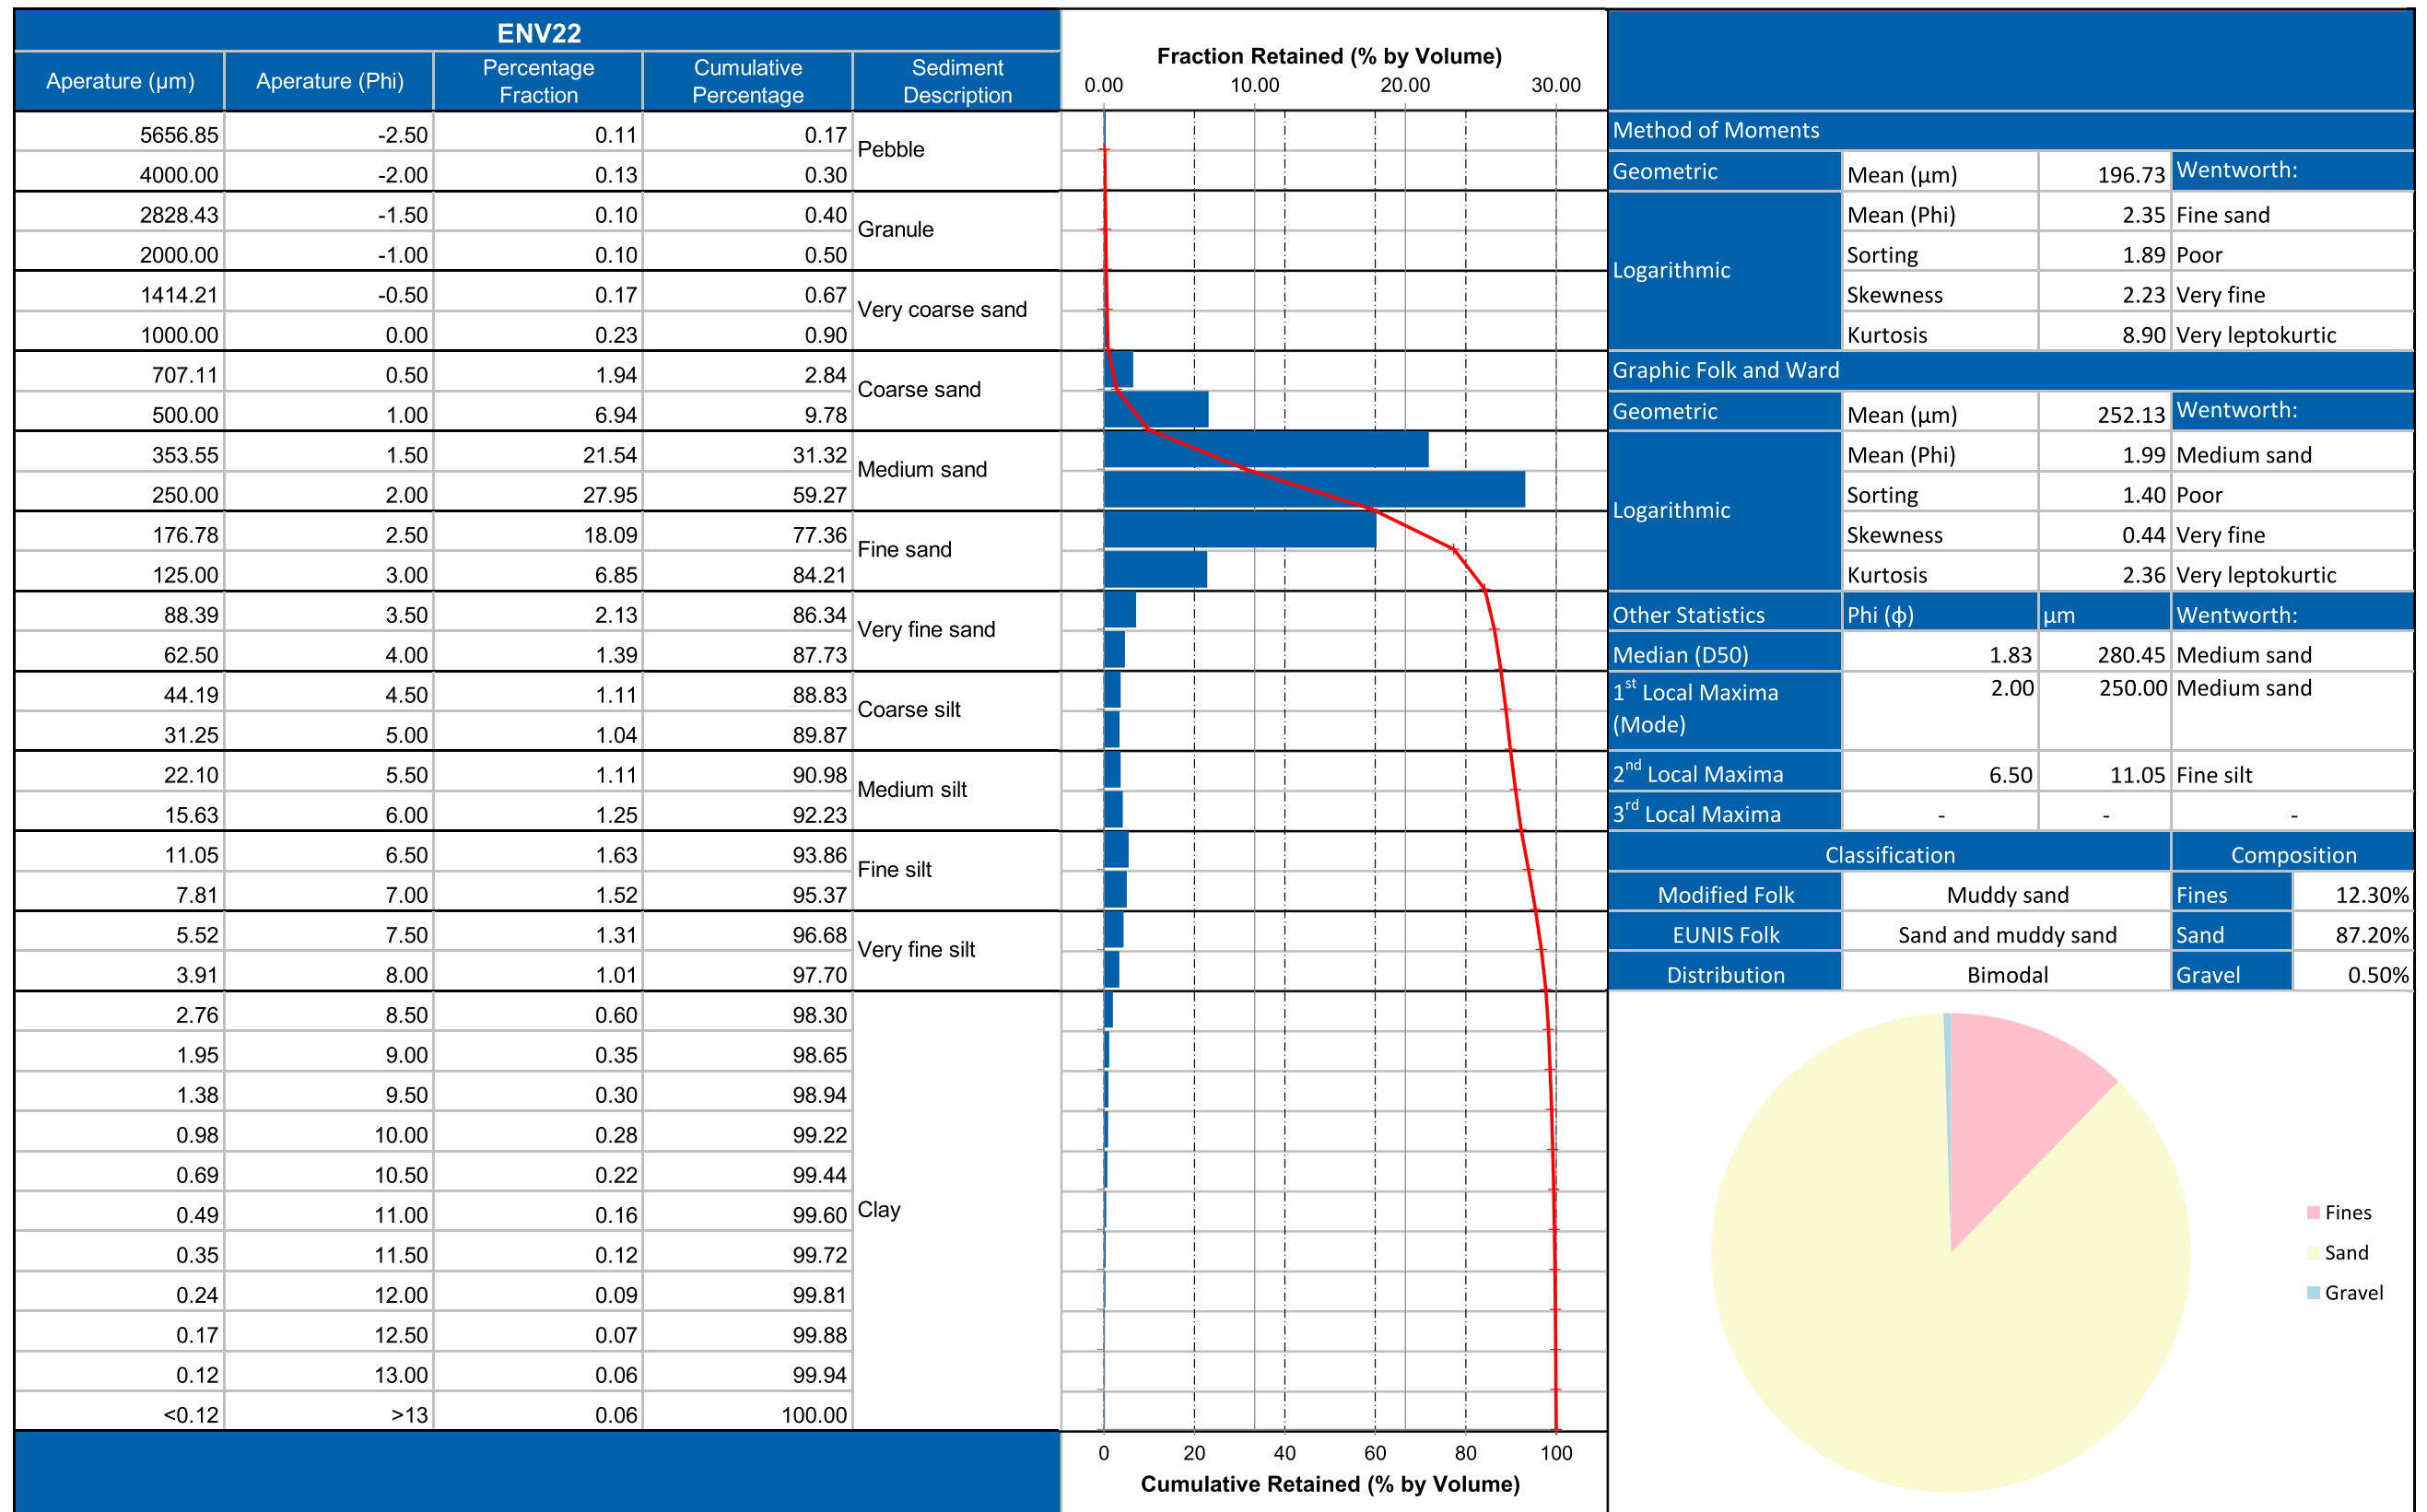 ENV22
Aperature (µm) Aperature (Phi) Percentage Fraction Cumulative Percentage Sediment Description
5656.85 -2.50 0.11 0.17 Pebble
4000.00 -2.00 0.13 0.30
2828.43 -1.50 0.10 0.40 Granule
2000.00 -1.00 0.10 0.50
1414.21 -0.50 0.17 0.67 Very coarse sand
1000.00 0.00 0.23 0.90
707.11 0.50 1.94 2.84 Coarse sand
500.00 1.00 6.94 9.78
353.55 1.50 21.54 31.32 Medium sand
250.00 2.00 27.95 59.27
176.78 2.50 18.09 77.36 Fine sand
125.00 3.00 6.85 84.21
88.39 3.50 2.13 86.34 Very fine sand
62.50 4.00 1.39 87.73
44.19 4.50 1.11 88.83 Coarse silt
31.25 5.00 1.04 89.87
22.10 5.50 1.11 90.98 Medium silt
15.63 6.00 1.25 92.23
11.05 6.50 1.63 93.86 Fine silt
7.81 7.00 1.52 95.37
5.52 7.50 1.31 96.68 Very fine silt
3.91 8.00 1.01 97.70
2.76 8.50 0.60 98.30
1.95 9.00 0.35 98.65
1.38 9.50 0.30 98.94
0.98 10.00 0.28 99.22
0.69 10.50 0.22 99.44
0.49 11.00 0.16 99.60 Clay
0.35 11.50 0.12 99.72
0.24 12.00 0.09 99.81
0.17 12.50 0.07 99.88
0.12 13.00 0.06 99.94
<0.12 >13 0.06 100.00
Fraction Retained (% by Volume)
0.00 10.00 20.00 30.00
0 20 40 60 80 100
Cumulative Retained (% by Volume)
Method of Moments
Geometric Mean (µm) 196.73 Wentworth:
Logarithmic
Mean (Phi) 2.35 Fine sand
Sorting 1.89 Poor
Skewness 2.23 Very fine
Kurtosis 8.90 Very leptokurtic
Graphic Folk and Ward
Geometric Mean (µm) 252.13 Wentworth:
Logarithmic
Mean (Phi) 1.99 Medium sand
Sorting 1.40 Poor
Skewness 0.44 Very fine
Kurtosis 2.36 Very leptokurtic
Other Statistics Phi (ϕ) µm Wentworth:
Median (D50) 1.83 280.45 Medium sand
1st Local Maxima (Mode) 2.00 250.00 Medium sand
2nd Local Maxima 6.50 11.05 Fine silt
3rd Local Maxima - - -
Classification Composition
Modified Folk Muddy sand Fines 12.30%
EUNIS Folk Sand and muddy sand Sand 87.20%
Distribution Bimodal Gravel 0.50%
Fines
Sand
Gravel